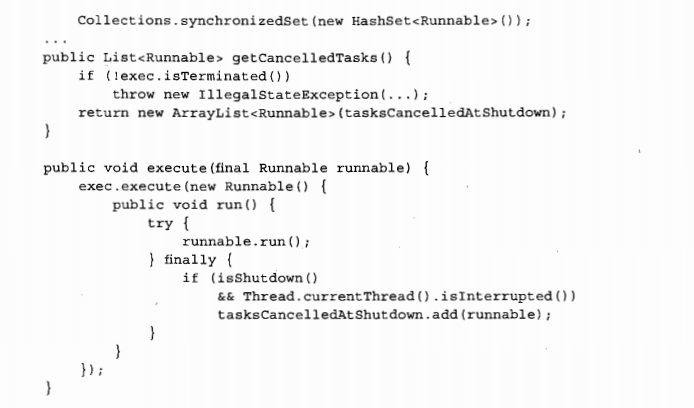 Collections.synchronizedSet(new HashSet<Runnable>());
...
public List<Runnable> getCancelledTasks() {
    if (!exec.isTerminated())
        throw new IllegalStateException(...);
    return new ArrayList<Runnable>(tasksCancelledAtShutdown);
}

public void execute(final Runnable runnable) {
    exec.execute(new Runnable() {
        public void run() {
            try {
                runnable.run();
            } finally {
                if (isShutdown()
                    && Thread.currentThread().isInterrupted())
                    tasksCancelledAtShutdown.add(runnable);
            }
        }
    });
}